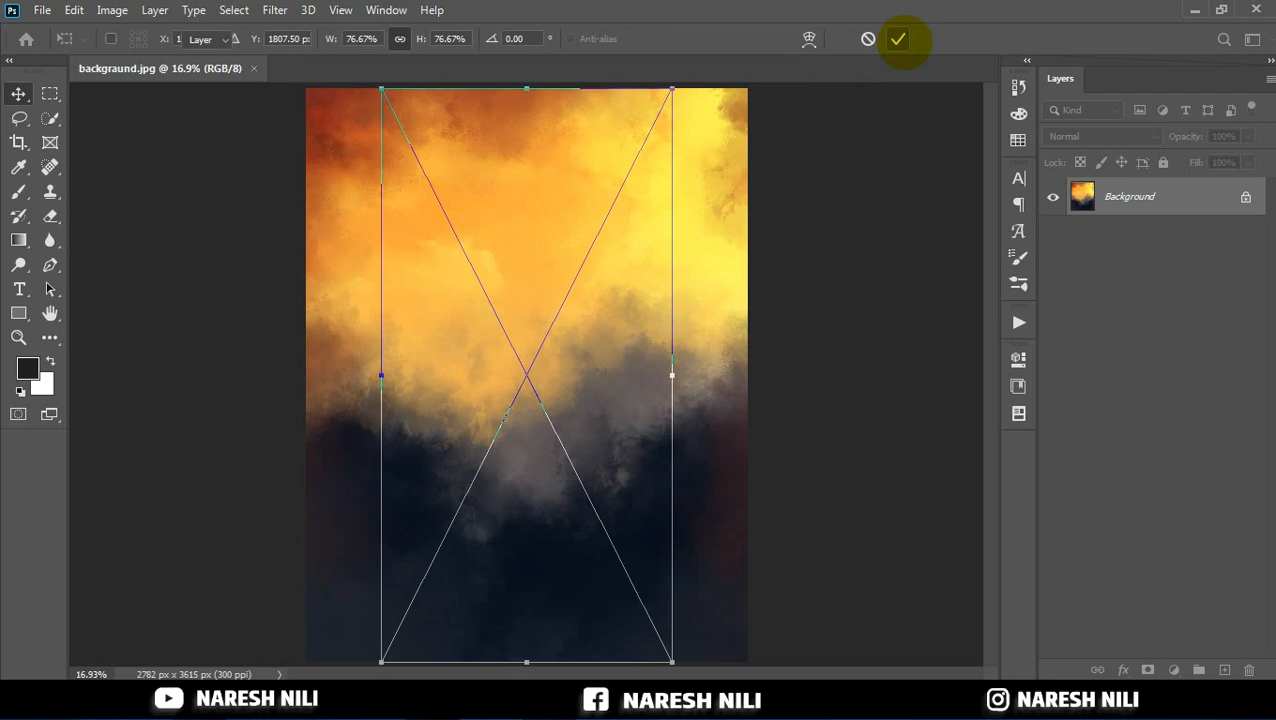 Ps File Edit Image Layer Type Select Filter 3D View Window Help
X: 1 Layer Y: 1807.50 px W: 76.67% H: 76.67% 0.00 ° Anti-alias
background.jpg @ 16.9% (RGB/8) ×
Layers
Kind
Normal Opacity: 100%
Lock: Fill: 100%
Background
16.93% 2782 px x 3615 px (300 ppi)
NARESH NILI NARESH NILI NARESH NILI